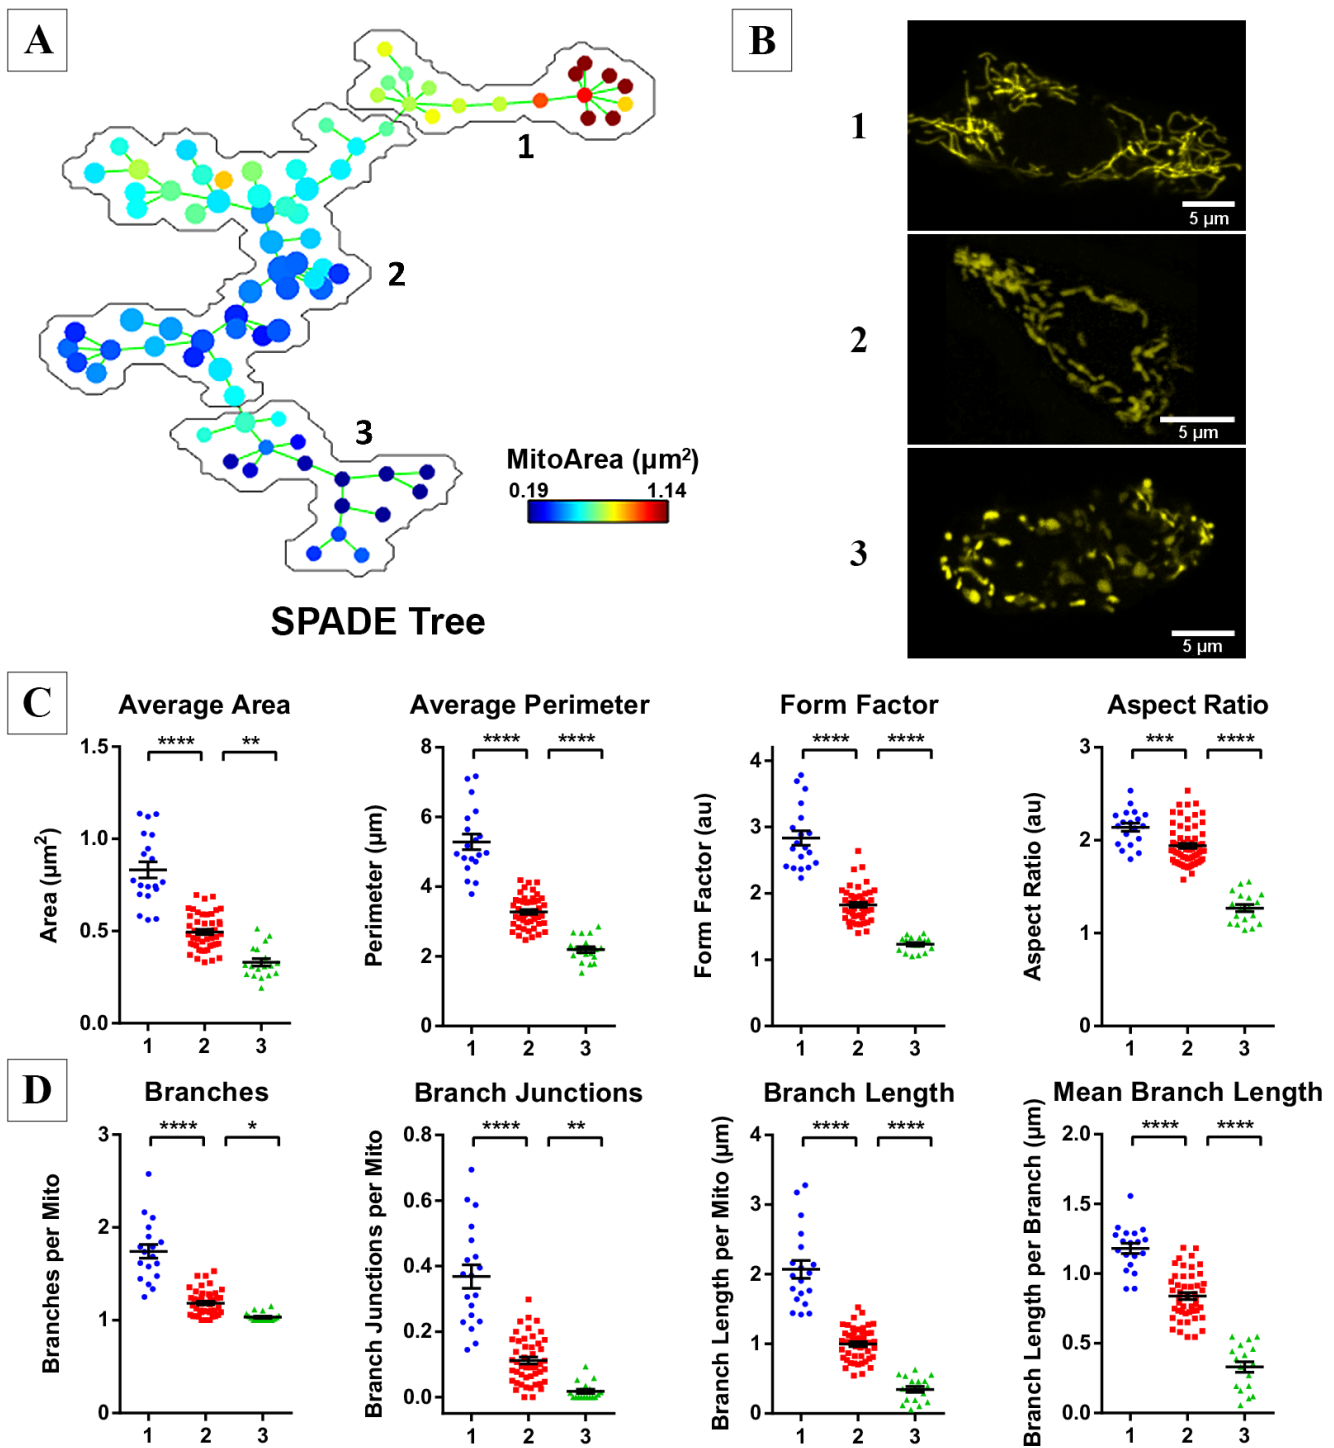 A
B
1
2
3
MitoArea (µm²)
0.19 1.14
SPADE Tree
1
5 µm
2
5 µm
3
5 µm
C
Average Area
Average Perimeter
Form Factor
Aspect Ratio
**** **
**** ****
**** ****
*** ****
Area (µm²)
1.5
1.0
0.5
0.0
1 2 3
Perimeter (µm)
8
6
4
2
0
1 2 3
Form Factor (au)
4
3
2
1
0
1 2 3
Aspect Ratio (au)
3
2
1
0
1 2 3
D
Branches
Branch Junctions
Branch Length
Mean Branch Length
**** *
**** **
**** ****
**** ****
Branches per Mito
3
2
1
0
1 2 3
Branch Junctions per Mito
0.8
0.6
0.4
0.2
0.0
1 2 3
Branch Length per Mito (µm)
4
3
2
1
0
1 2 3
Branch Length per Branch (µm)
2.0
1.5
1.0
0.5
0.0
1 2 3